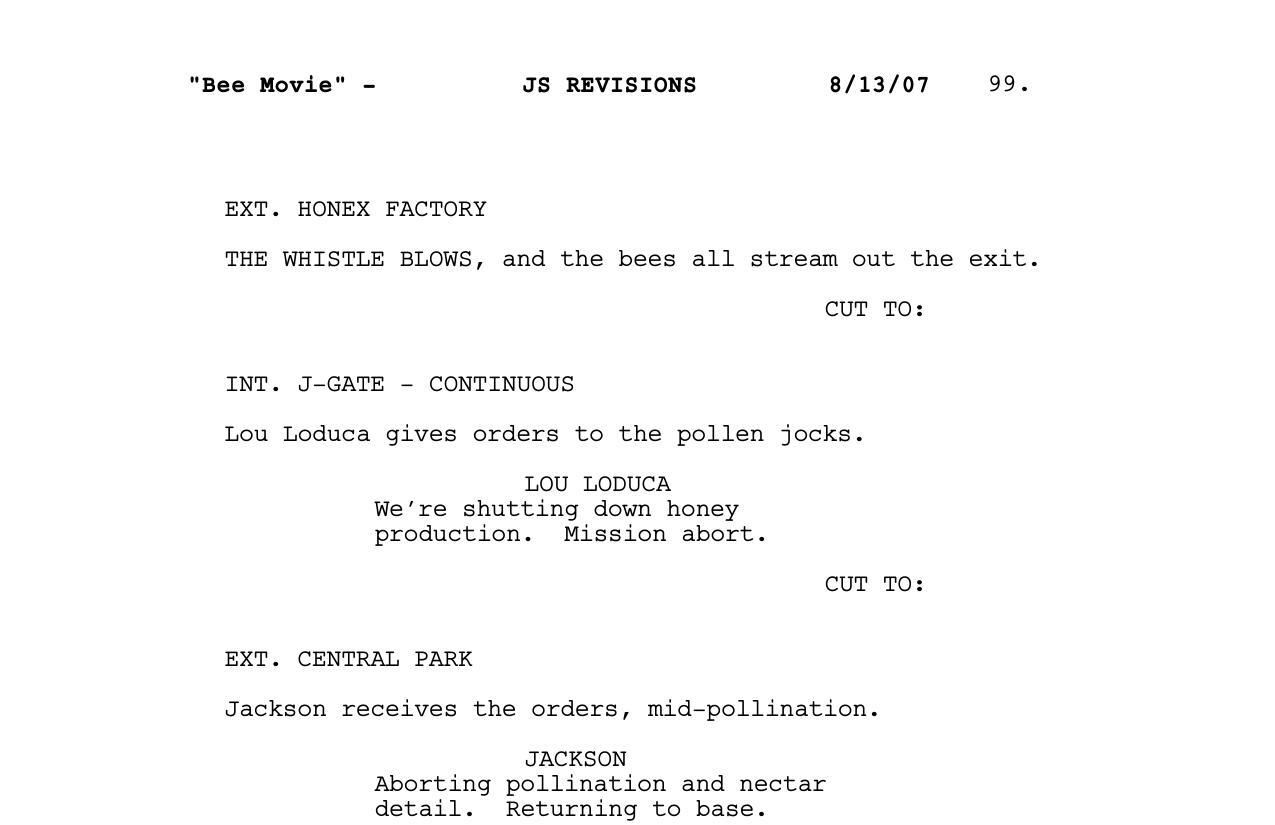 "Bee Movie" - JS REVISIONS 8/13/07 99.
EXT. HONEX FACTORY
THE WHISTLE BLOWS, and the bees all stream out the exit.
CUT TO:
INT. J-GATE - CONTINUOUS
Lou Loduca gives orders to the pollen jocks.
LOU LODUCA
We’re shutting down honey
production.  Mission abort.
CUT TO:
EXT. CENTRAL PARK
Jackson receives the orders, mid-pollination.
JACKSON
Aborting pollination and nectar
detail.  Returning to base.